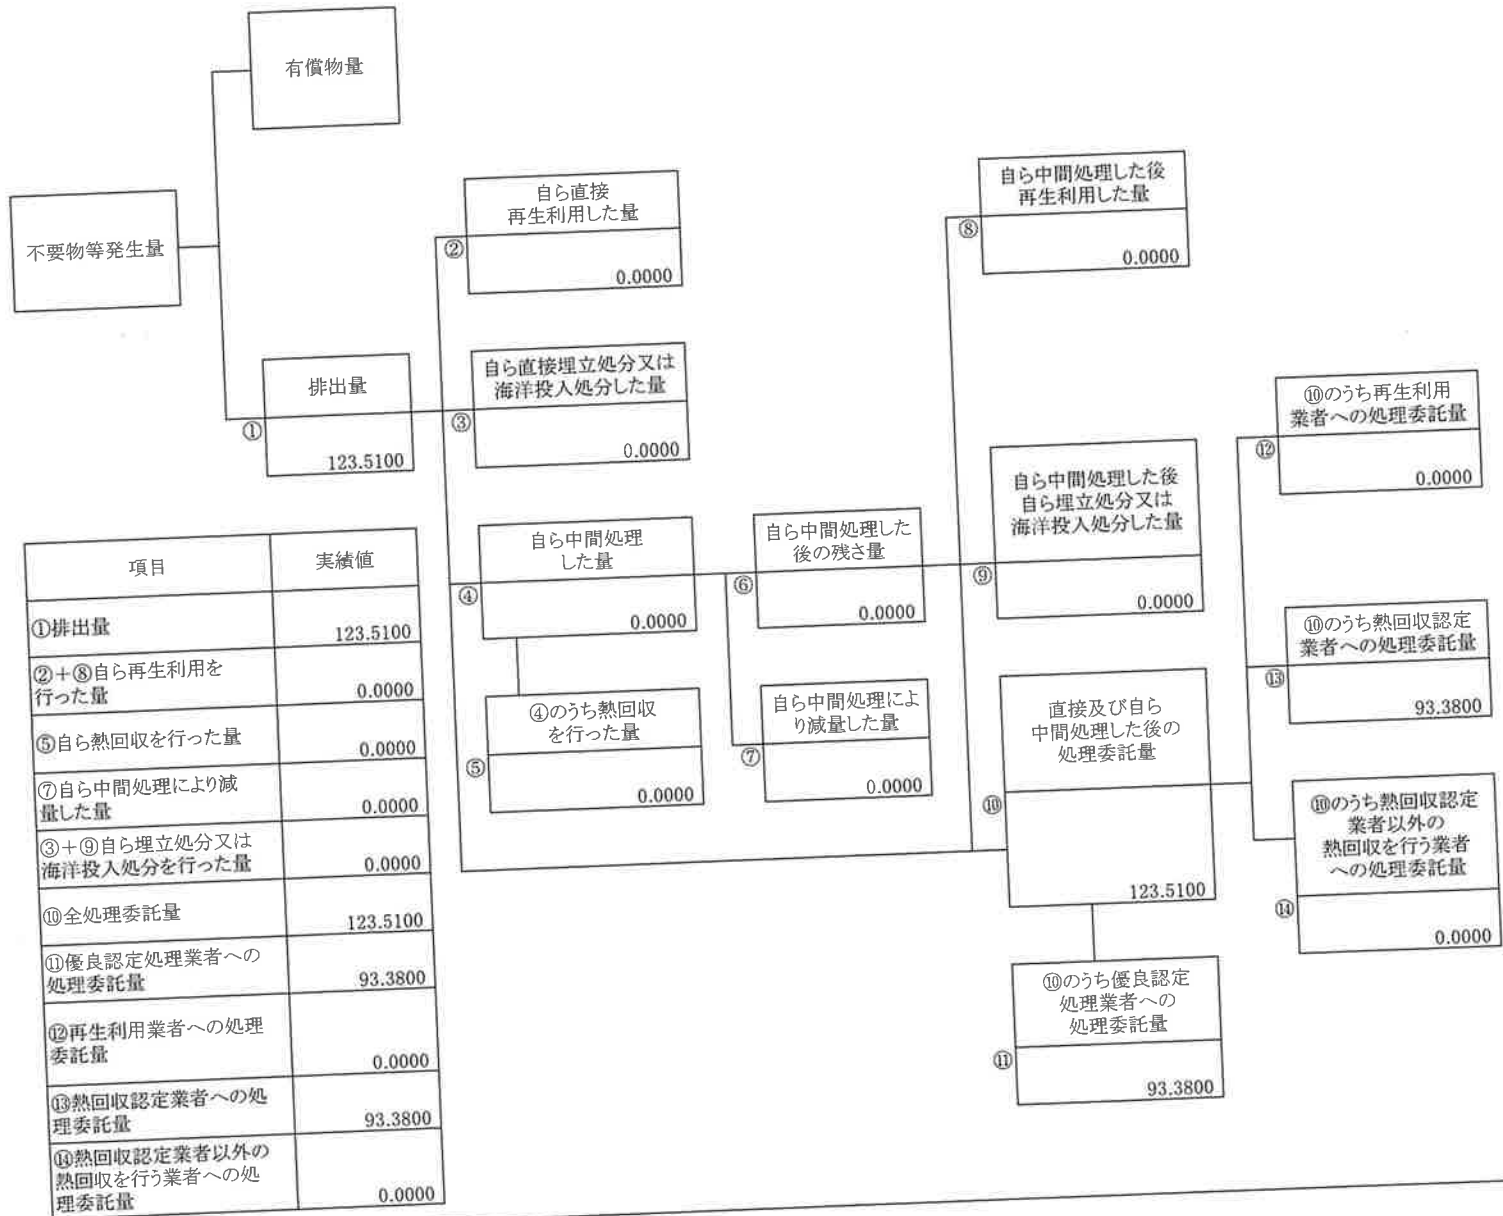 有償物量
不要物等発生量
排出量
①
123.5100
自ら直接
再生利用した量
②
0.0000
自ら直接埋立処分又は
海洋投入処分した量
③
0.0000
自ら中間処理
した量
④
0.0000
④のうち熱回収
を行った量
⑤
0.0000
自ら中間処理した
後の残さ量
⑥
0.0000
自ら中間処理によ
り減量した量
⑦
0.0000
自ら中間処理した後
再生利用した量
⑧
0.0000
自ら中間処理した後
自ら埋立処分又は
海洋投入処分した量
⑨
0.0000
直接及び自ら
中間処理した後の
処理委託量
⑩
123.5100
⑩のうち優良認定
処理業者への
処理委託量
⑪
93.3800
⑩のうち再生利用
業者への処理委託量
⑫
0.0000
⑩のうち熱回収認定
業者への処理委託量
⑬
93.3800
⑩のうち熱回収認定
業者以外の
熱回収を行う業者
への処理委託量
⑭
0.0000
項目 実績値
①排出量 123.5100
②+⑧自ら再生利用を
行った量 0.0000
⑤自ら熱回収を行った量 0.0000
⑦自ら中間処理により減
量した量 0.0000
③+⑨自ら埋立処分又は
海洋投入処分を行った量 0.0000
⑩全処理委託量 123.5100
⑪優良認定処理業者への
処理委託量 93.3800
⑫再生利用業者への処理
委託量 0.0000
⑬熱回収認定業者への処
理委託量 93.3800
⑭熱回収認定業者以外の
熱回収を行う業者への処
理委託量 0.0000